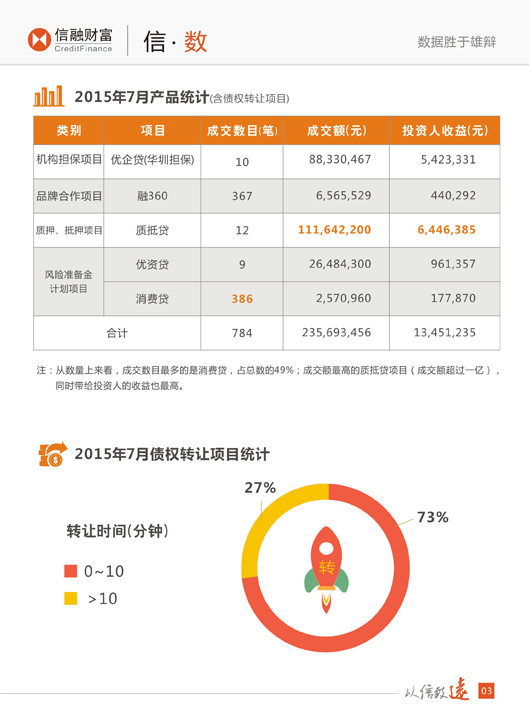 信融财富
CreditFinance
信·数
数据胜于雄辩
2015年7月产品统计(含债权转让项目)
类别 项目 成交数目(笔) 成交额(元) 投资人收益(元)
机构担保项目 优企贷(华圳担保) 10 88,330,467 5,423,331
品牌合作项目 融360 367 6,565,529 440,292
质押、抵押项目 质抵贷 12 111,642,200 6,446,385
风险准备金
计划项目
优资贷 9 26,484,300 961,357
消费贷 386 2,570,960 177,870
合计 784 235,693,456 13,451,235
注：从数量上来看，成交数目最多的是消费贷，占总数的49%；成交额最高的质抵贷项目（成交额超过一亿），
同时带给投资人的收益也最高。
$
2015年7月债权转让项目统计
27%
73%
转让时间(分钟)
0~10
>10
转
以信致远
03